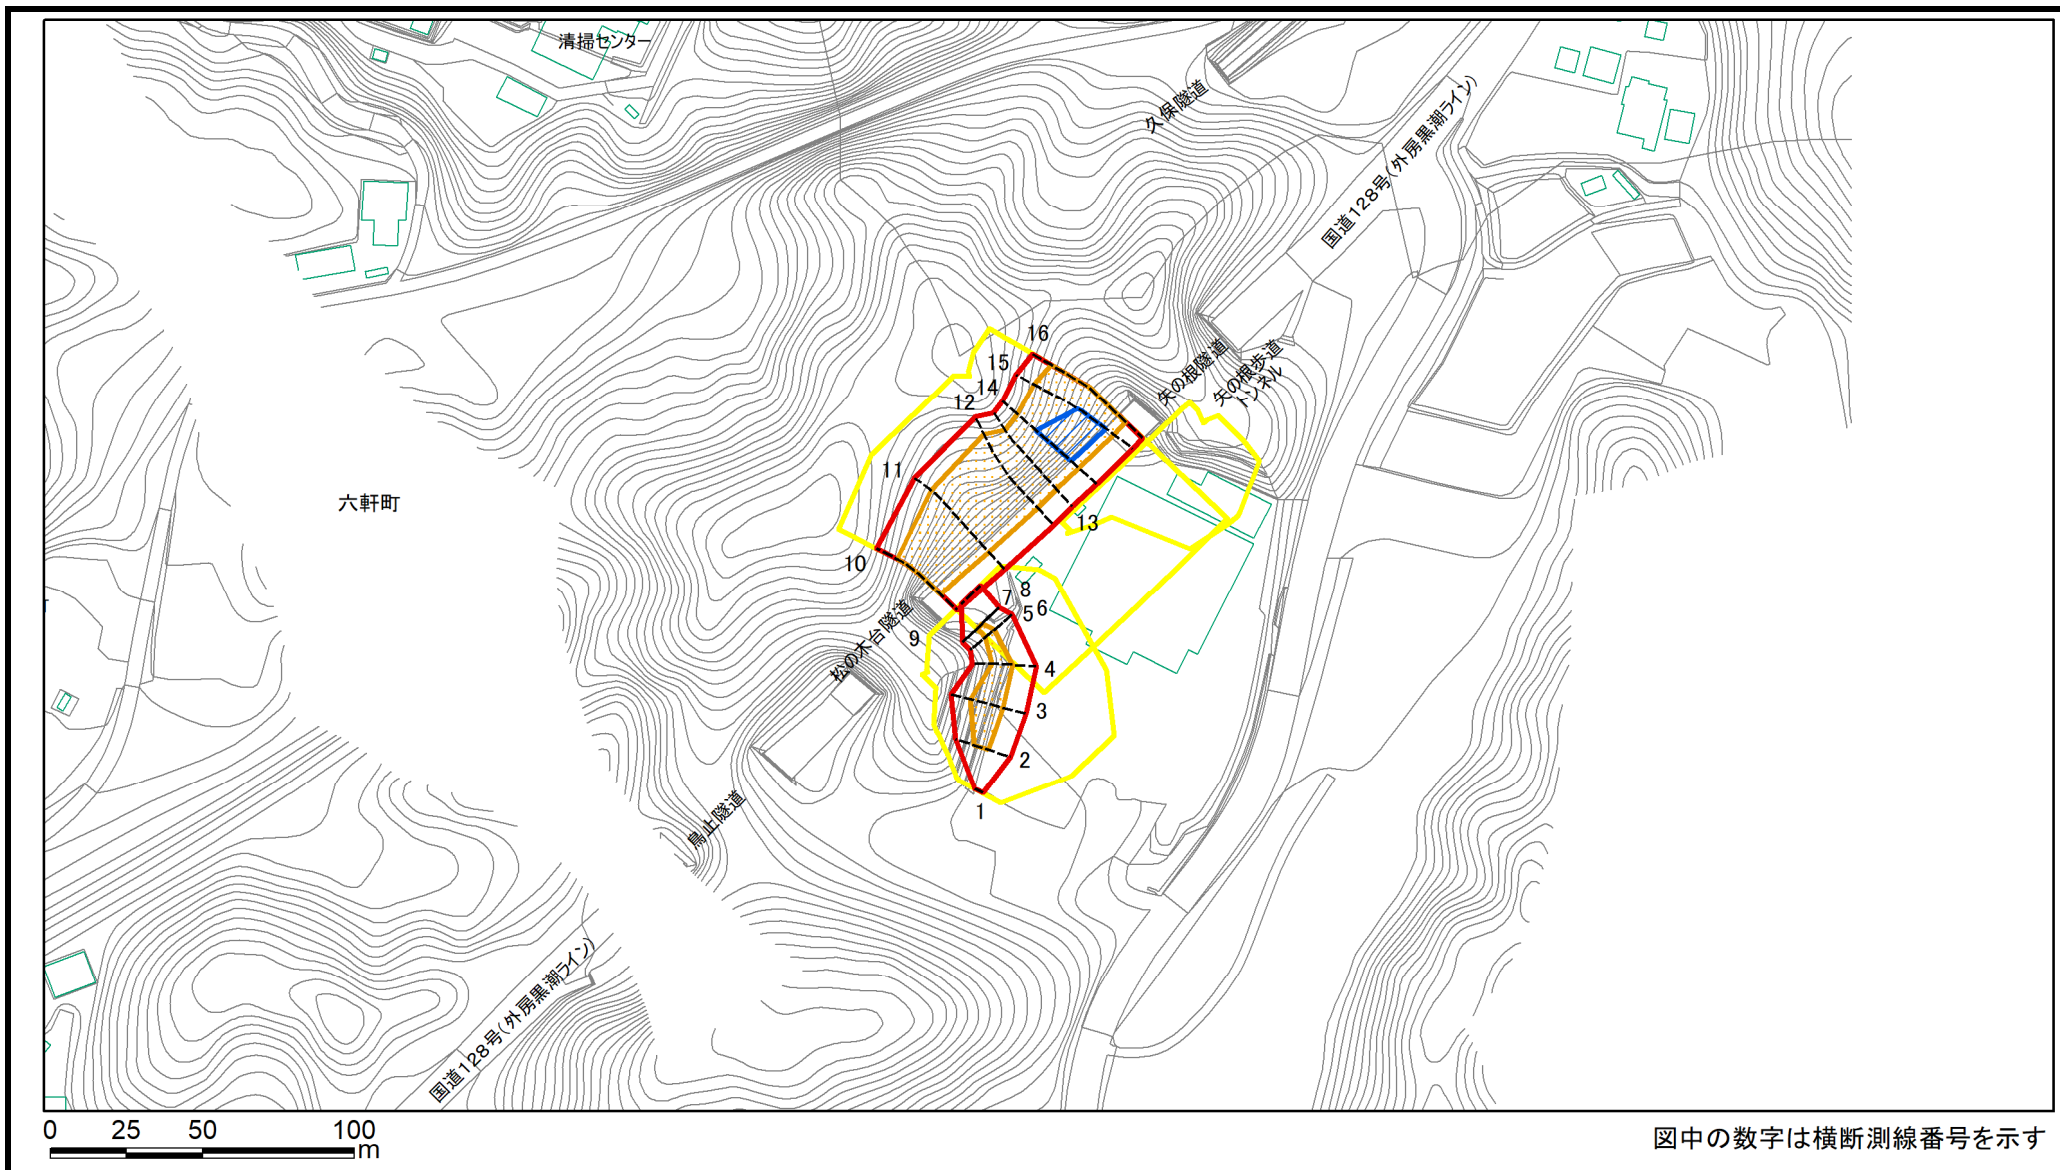 清掃センター
久保隧道
国道128号(外房黒潮ライン)
16
15
14
12
矢の根隧道
矢の根歩道
トンネル
11
六軒町
13
10
8
7
6
5
松の木台隧道
9
4
3
2
1
鳥止隧道
国道128号(外房黒潮ライン)
0 25 50 100
m
図中の数字は横断測線番号を示す